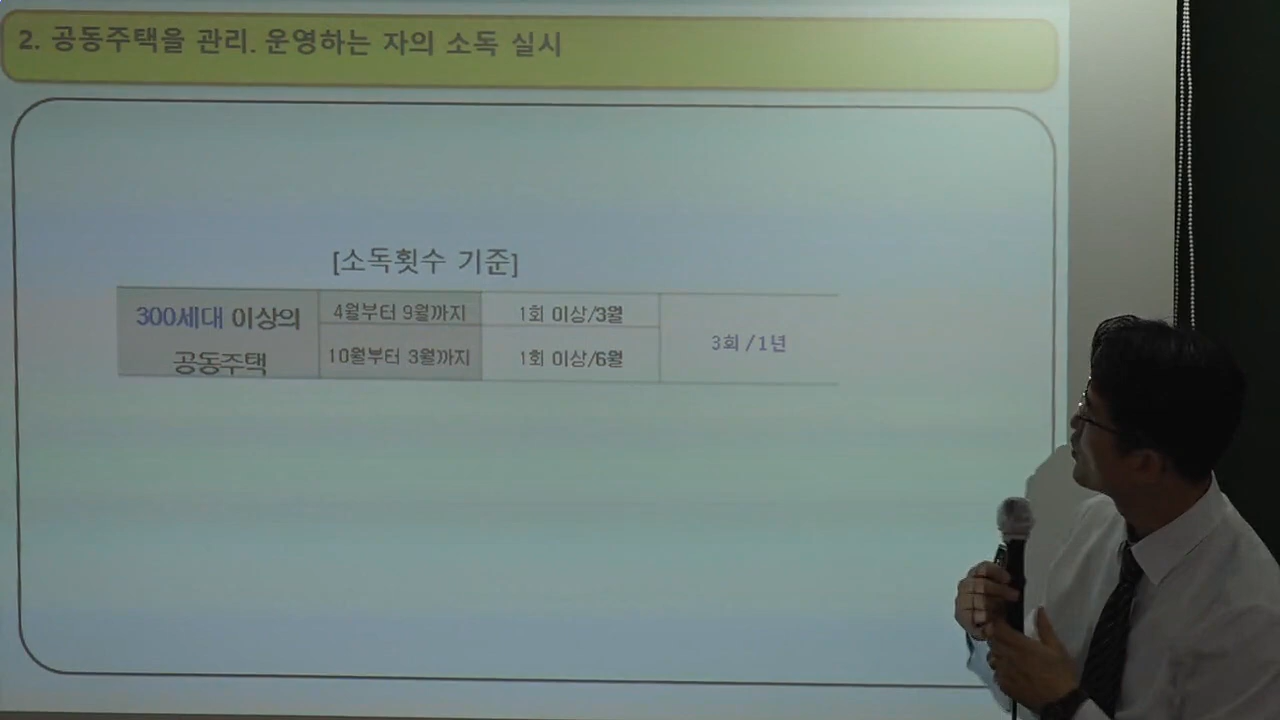 2. 공동주택을 관리. 운영하는 자의 소독 실시
[소독횟수 기준]
300세대 이상의
공동주택
4월부터 9월까지
1회 이상/3월
10월부터 3월까지
1회 이상/6월
3회 /1년